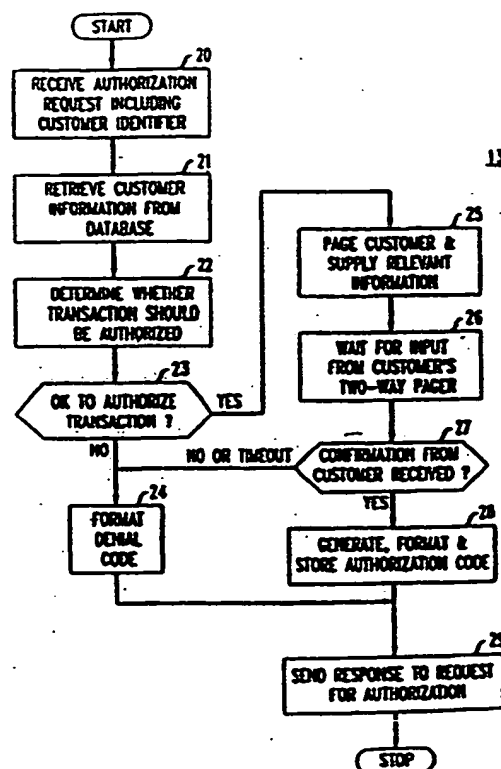 START
20
RECEIVE AUTHORIZATION
REQUEST INCLUDING
CUSTOMER IDENTIFIER
21
RETRIEVE CUSTOMER
INFORMATION FROM
DATABASE
22
DETERMINE WHETHER
TRANSACTION SHOULD
BE AUTHORIZED
23
OK TO AUTHORIZE
TRANSACTION ?
YES
NO
24
FORMAT
DENIAL
CODE
13
25
PAGE CUSTOMER &
SUPPLY RELEVANT
INFORMATION
26
WAIT FOR INPUT
FROM CUSTOMER'S
TWO-WAY PAGER
27
CONFIRMATION FROM
CUSTOMER RECEIVED ?
NO OR TIMEOUT
YES
28
GENERATE, FORMAT &
STORE AUTHORIZATION CODE
29
SEND RESPONSE TO REQUEST
FOR AUTHORIZATION
STOP